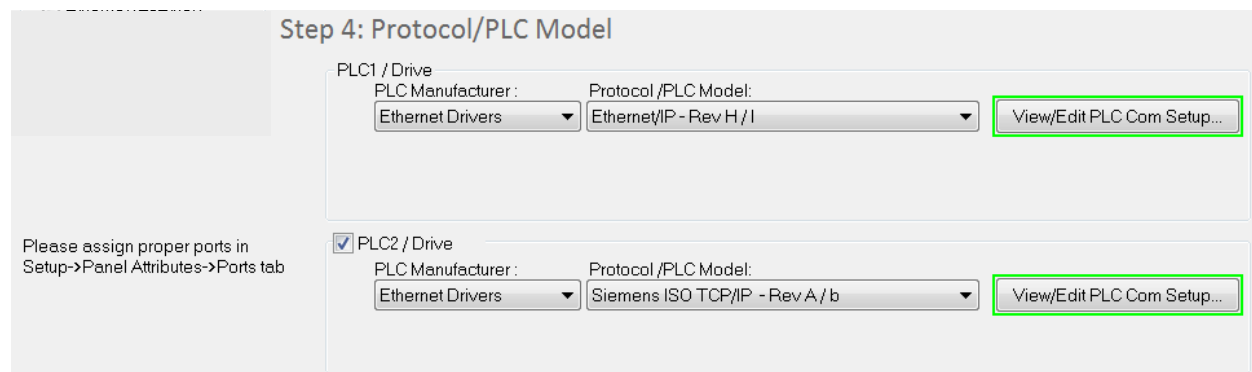 Step 4: Protocol/PLC Model
PLC1 / Drive
PLC Manufacturer :
Protocol /PLC Model:
Ethernet Drivers
Ethernet/IP - Rev H / I
View/Edit PLC Com Setup...
Please assign proper ports in
Setup->Panel Attributes->Ports tab
PLC2 / Drive
PLC Manufacturer :
Protocol /PLC Model:
Ethernet Drivers
Siemens ISO TCP/IP - Rev A / b
View/Edit PLC Com Setup...